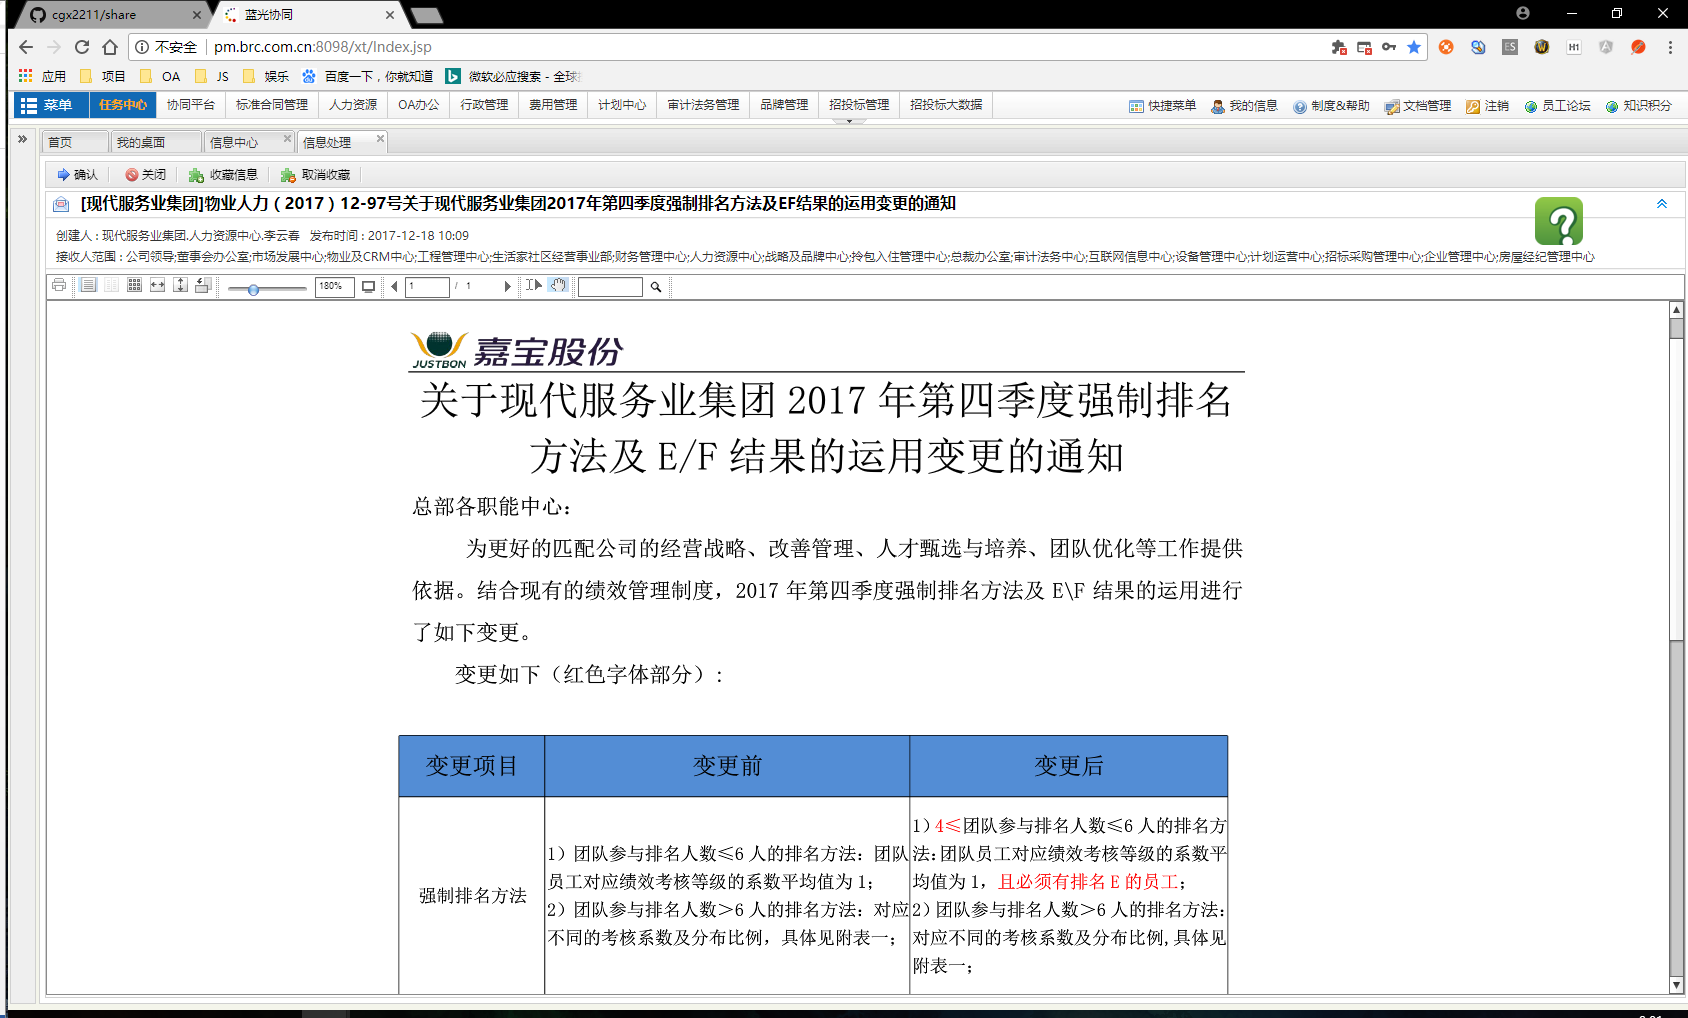 cgx2211/share
蓝光协同
不安全 pm.brc.com.cn:8098/xt/Index.jsp
应用 项目 OA JS 娱乐 百度一下，你就知道 微软必应搜索 - 全球
菜单 任务中心 协同平台 标准合同管理 人力资源 OA办公 行政管理 费用管理 计划中心 审计法务管理 品牌管理 招投标管理 招投标大数据 快捷菜单 我的信息 制度&帮助 文档管理 注销 员工论坛 知识积分
首页 我的桌面 信息中心 信息处理
确认 关闭 收藏信息 取消收藏
[现代服务业集团]物业人力（2017）12-97号关于现代服务业集团2017年第四季度强制排名方法及EF结果的运用变更的通知
创建人 : 现代服务业集团.人力资源中心.李云春 发布时间 : 2017-12-18 10:09
接收人范围 : 公司领导;董事会办公室;市场发展中心;物业及CRM中心;工程管理中心;生活家社区经营事业部;财务管理中心;人力资源中心;战略及品牌中心;拎包入住管理中心;总裁办公室;审计法务中心;互联网信息中心;设备管理中心;计划运营中心;招标采购管理中心;企业管理中心;房屋经纪管理中心
180% 1 / 1
JUSTBON 嘉宝股份
关于现代服务业集团 2017 年第四季度强制排名
方法及 E/F 结果的运用变更的通知
总部各职能中心：
为更好的匹配公司的经营战略、改善管理、人才甄选与培养、团队优化等工作提供
依据。结合现有的绩效管理制度，2017 年第四季度强制排名方法及 E\F 结果的运用进行
了如下变更。
变更如下（红色字体部分）：
变更项目 变更前 变更后
强制排名方法
1）团队参与排名人数≤6 人的排名方法：团队
员工对应绩效考核等级的系数平均值为 1；
2）团队参与排名人数＞6 人的排名方法：对应
不同的考核系数及分布比例，具体见附表一；
1）4≤团队参与排名人数≤6 人的排名方
法：团队员工对应绩效考核等级的系数平
均值为 1，且必须有排名 E 的员工；
2）团队参与排名人数＞6 人的排名方法：
对应不同的考核系数及分布比例，具体见
附表一；